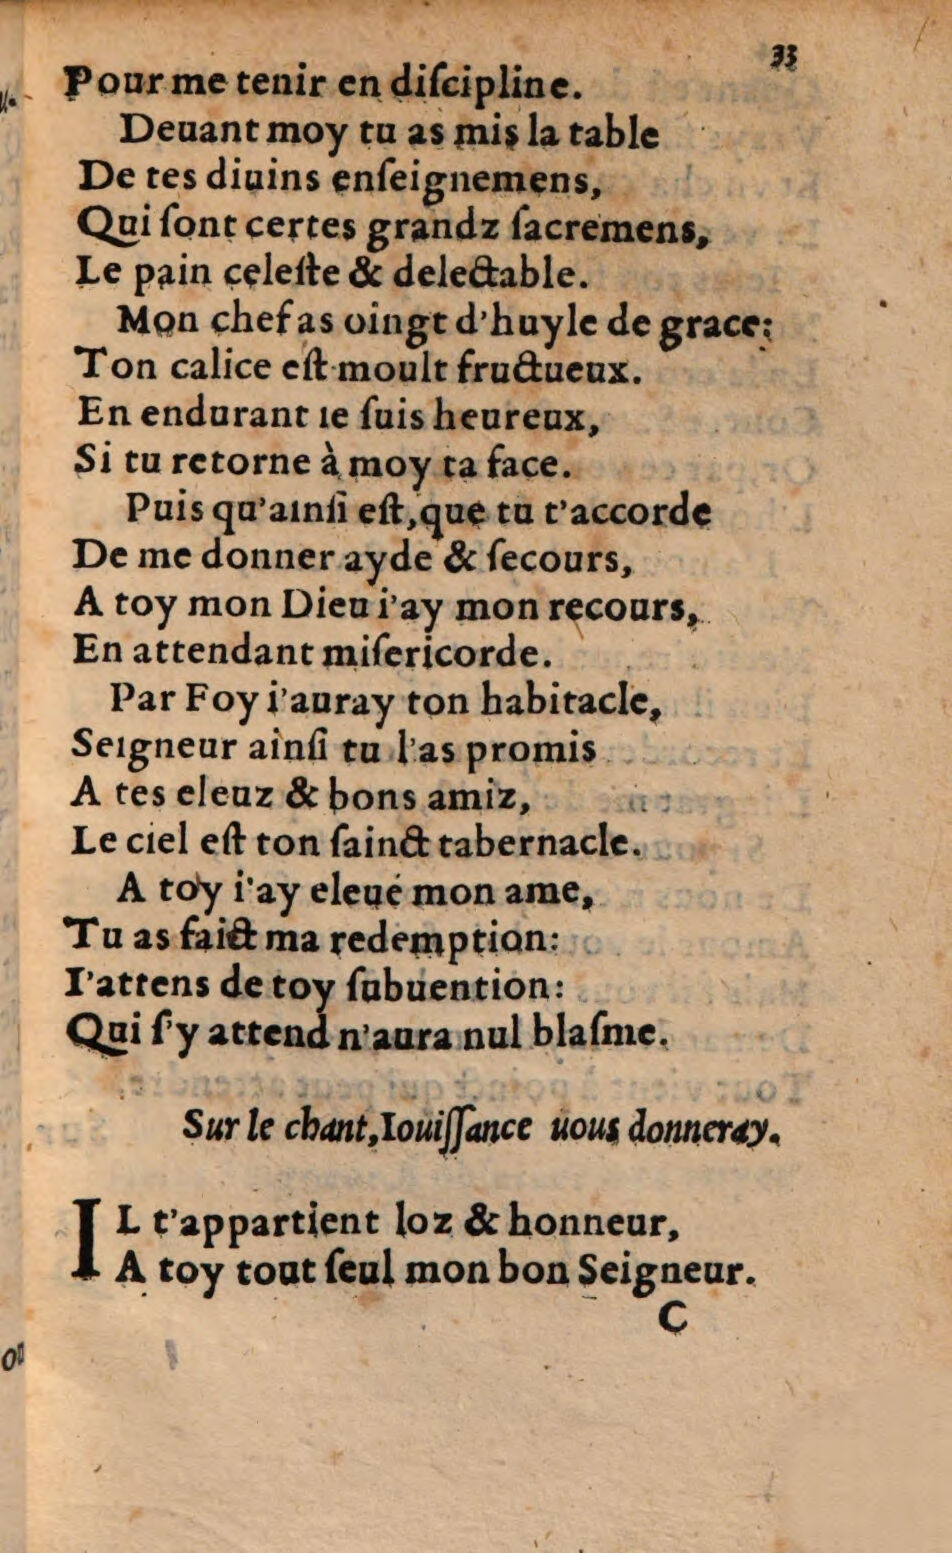 33
Pour me tenir en diſcipline.
Deuant moy tu as mis la table
De tes diuins enſeignemens,
Qui ſont certes grandz ſacremens,
Le pain celeſte & delectable.
Mon chef as oingt d'huyle de grace:
Ton calice eſt moult fructueux.
En endurant ie ſuis heureux,
Si tu retorne à moy ta face.
Puis qu'ainſi eſt, que tu t'accorde
De me donner ayde & ſecours,
A toy mon Dieu i'ay mon recours,
En attendant miſericorde.
Par Foy i'auray ton habitacle,
Seigneur ainſi tu l'as promis
A tes eleuz & bons amiz,
Le ciel eſt ton ſainct tabernacle.
A toy i'ay eleué mon ame,
Tu as faict ma redemption:
I'attens de toy ſubuention:
Qui ſ'y attend n'aura nul blaſme.
Sur le chant, Iouiſſance uous donneray.
IL t'appartient loz & honneur,
A toy tout ſeul mon bon Seigneur.
C